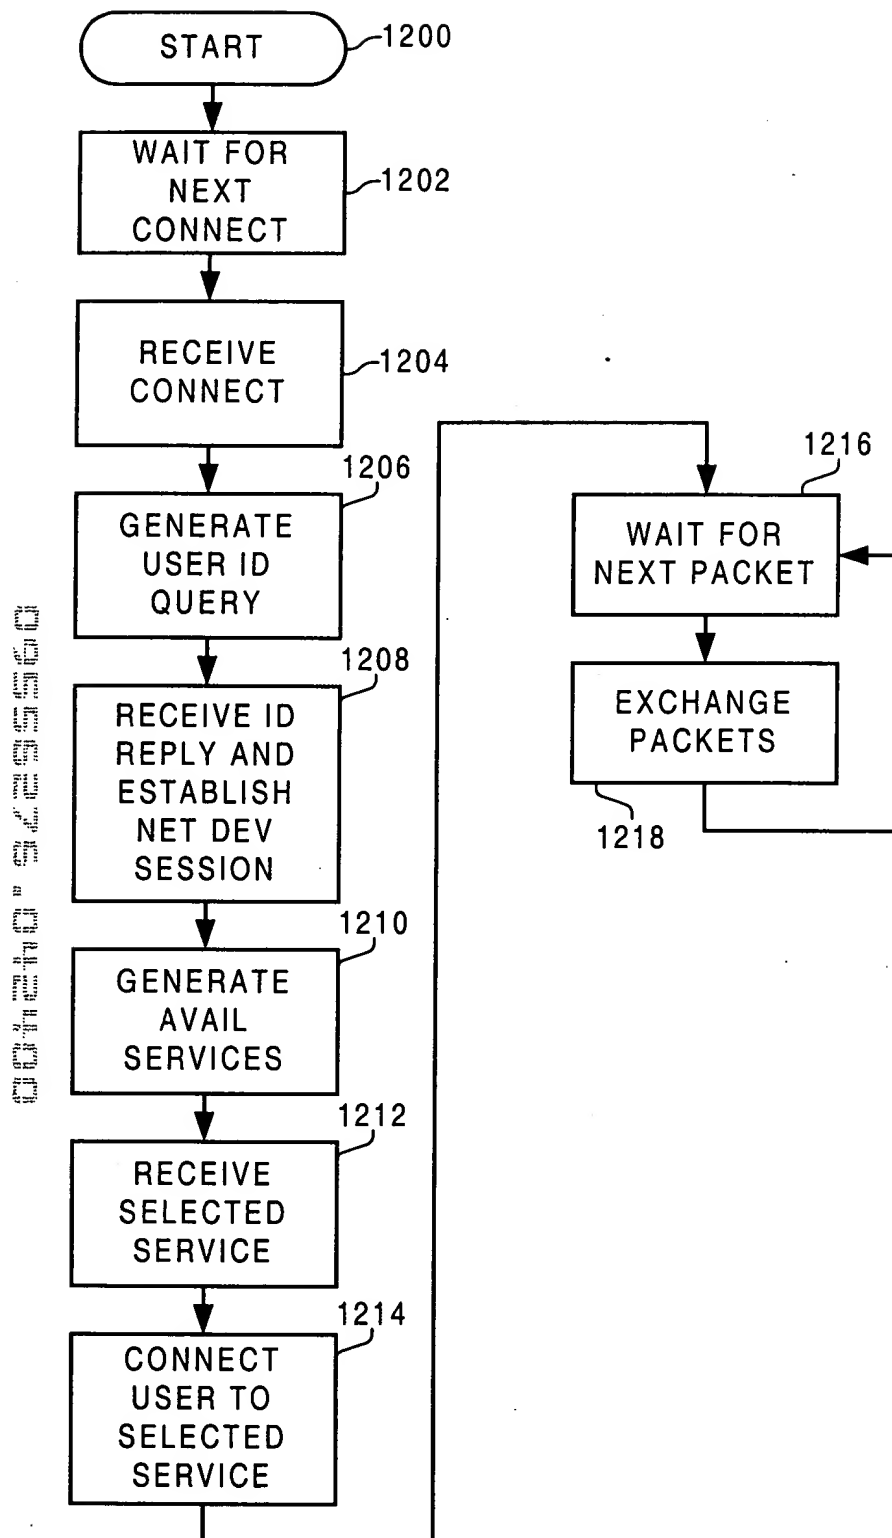 START
1200
WAIT FOR
NEXT
CONNECT
1202
RECEIVE
CONNECT
1204
1206
GENERATE
USER ID
QUERY
1208
RECEIVE ID
REPLY AND
ESTABLISH
NET DEV
SESSION
1210
GENERATE
AVAIL
SERVICES
1212
RECEIVE
SELECTED
SERVICE
1214
CONNECT
USER TO
SELECTED
SERVICE
1216
WAIT FOR
NEXT PACKET
EXCHANGE
PACKETS
1218
09555275.042400